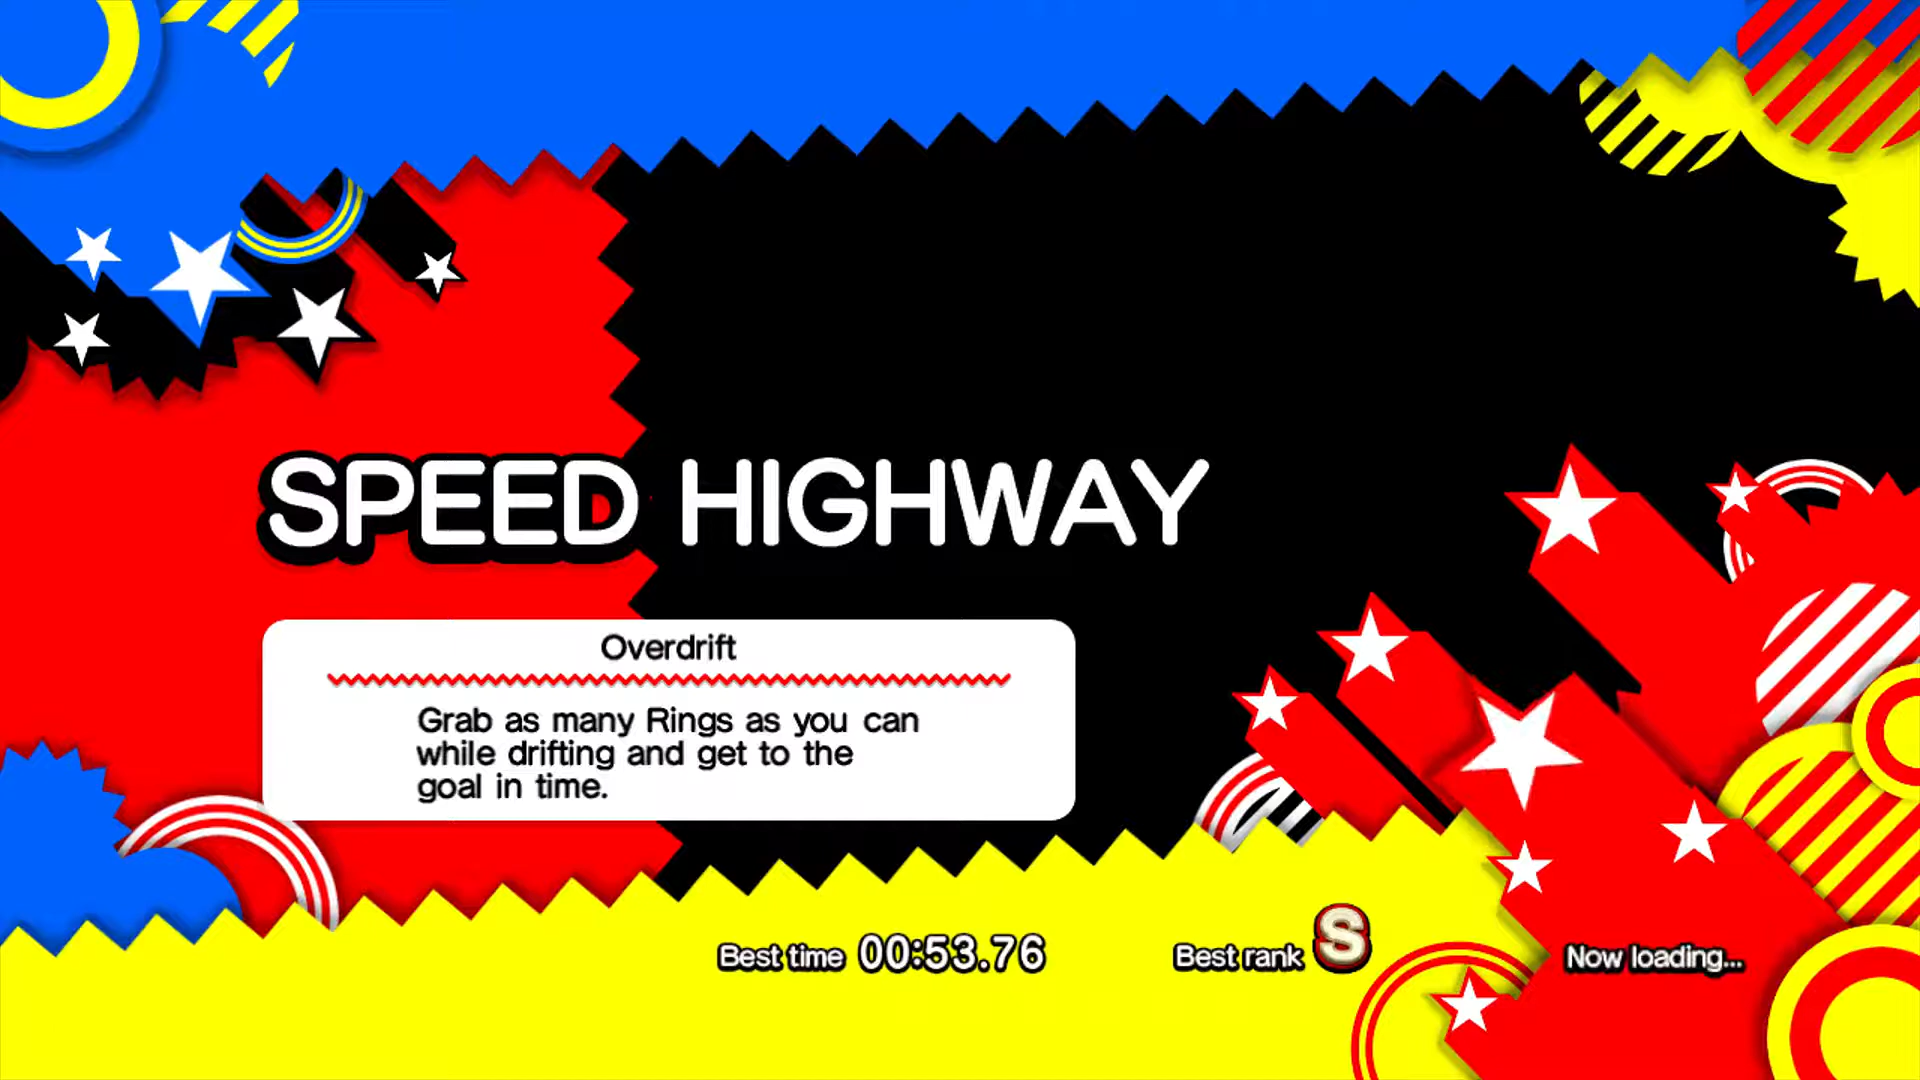 SPEED HIGHWAY
Overdrift
Grab as many Rings as you can
while drifting and get to the
goal in time.
Best time 00:53.76
Best rank S
Now loading...